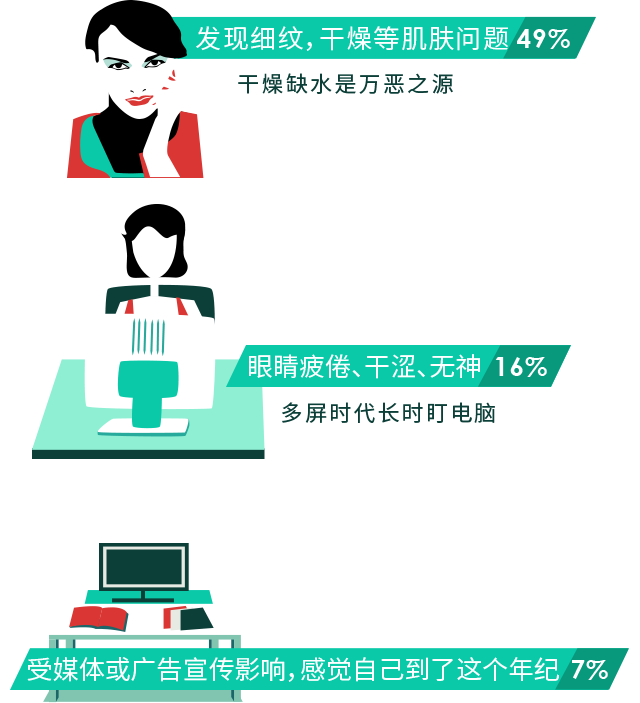 发现细纹，干燥等肌肤问题 49%
干燥缺水是万恶之源
眼睛疲倦、干涩、无神 16%
多屏时代长时盯电脑
受媒体或广告宣传影响，感觉自己到了这个年纪 7%